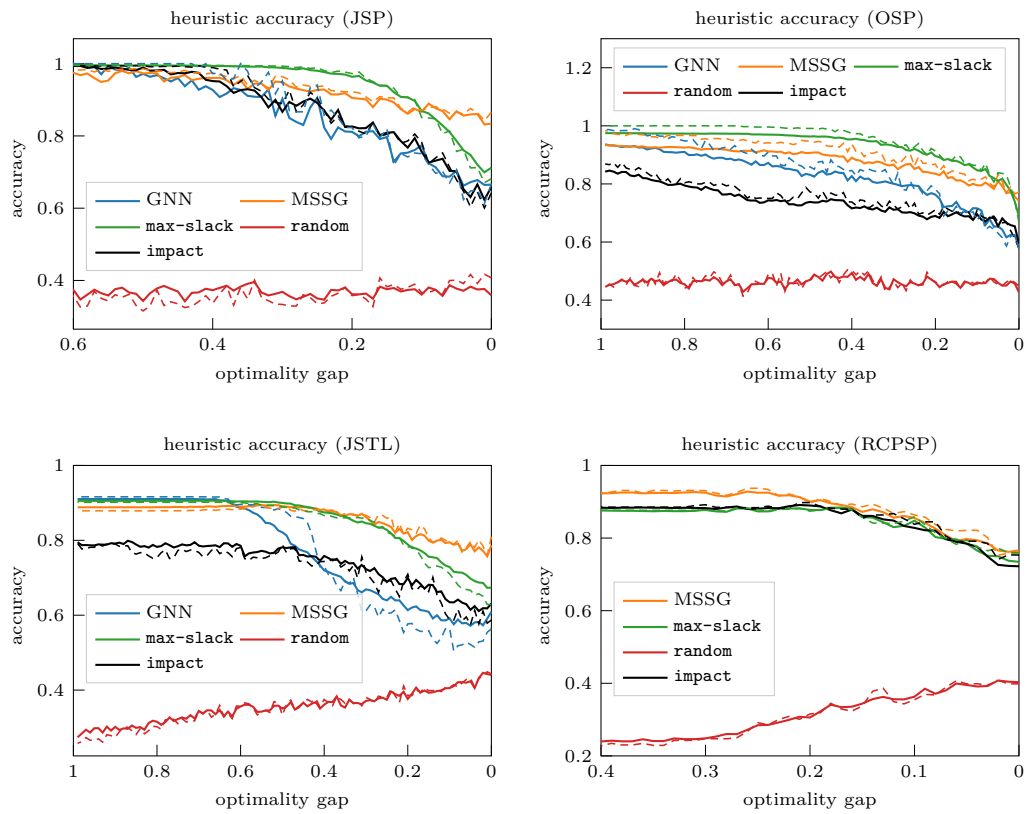 heuristic accuracy (JSP)
1
0.8
0.6
0.4
accuracy
GNN MSSG
max-slack random
impact
0.6 0.4 0.2 0
optimality gap
heuristic accuracy (OSP)
1.2
1
0.8
0.6
0.4
accuracy
GNN MSSG max-slack
random impact
1 0.8 0.6 0.4 0.2 0
optimality gap
heuristic accuracy (JSTL)
1
0.8
0.6
0.4
accuracy
GNN MSSG
max-slack random
impact
1 0.8 0.6 0.4 0.2 0
optimality gap
heuristic accuracy (RCPSP)
1
0.8
0.6
0.4
0.2
accuracy
MSSG
max-slack
random
impact
0.4 0.3 0.2 0.1 0
optimality gap